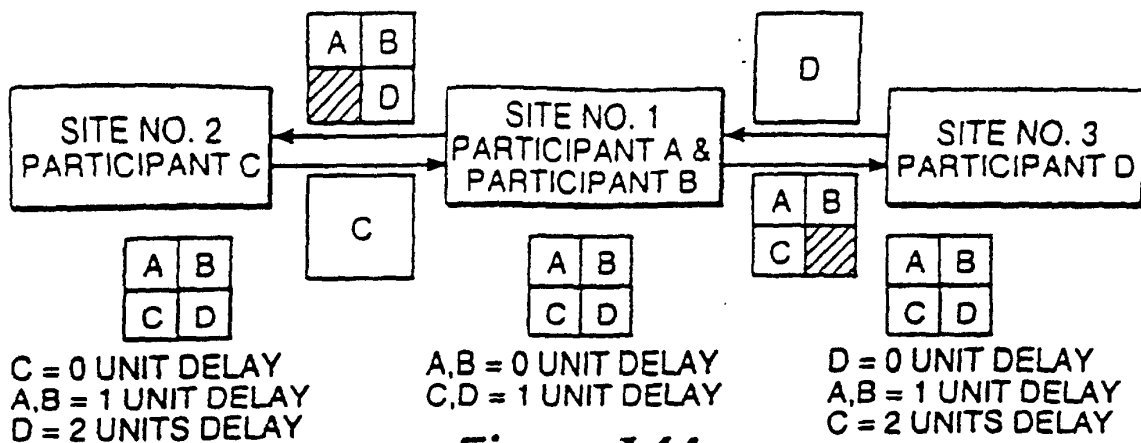 A B
D
D
SITE NO. 2
PARTICIPANT C
SITE NO. 1
PARTICIPANT A &
PARTICIPANT B
SITE NO. 3
PARTICIPANT D
C
A B
C
A B
C D
A B
C D
A B
C D
C = 0 UNIT DELAY
A,B = 1 UNIT DELAY
D = 2 UNITS DELAY
A,B = 0 UNIT DELAY
C,D = 1 UNIT DELAY
D = 0 UNIT DELAY
A,B = 1 UNIT DELAY
C = 2 UNITS DELAY